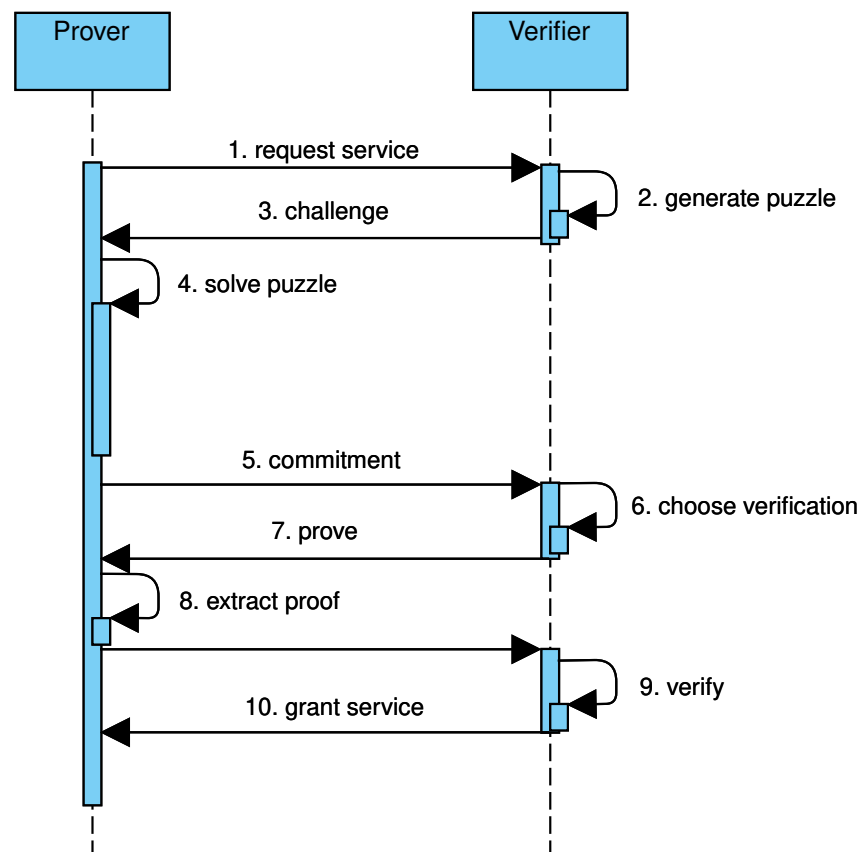 Prover
Verifier
1. request service
2. generate puzzle
3. challenge
4. solve puzzle
5. commitment
6. choose verification
7. prove
8. extract proof
9. verify
10. grant service